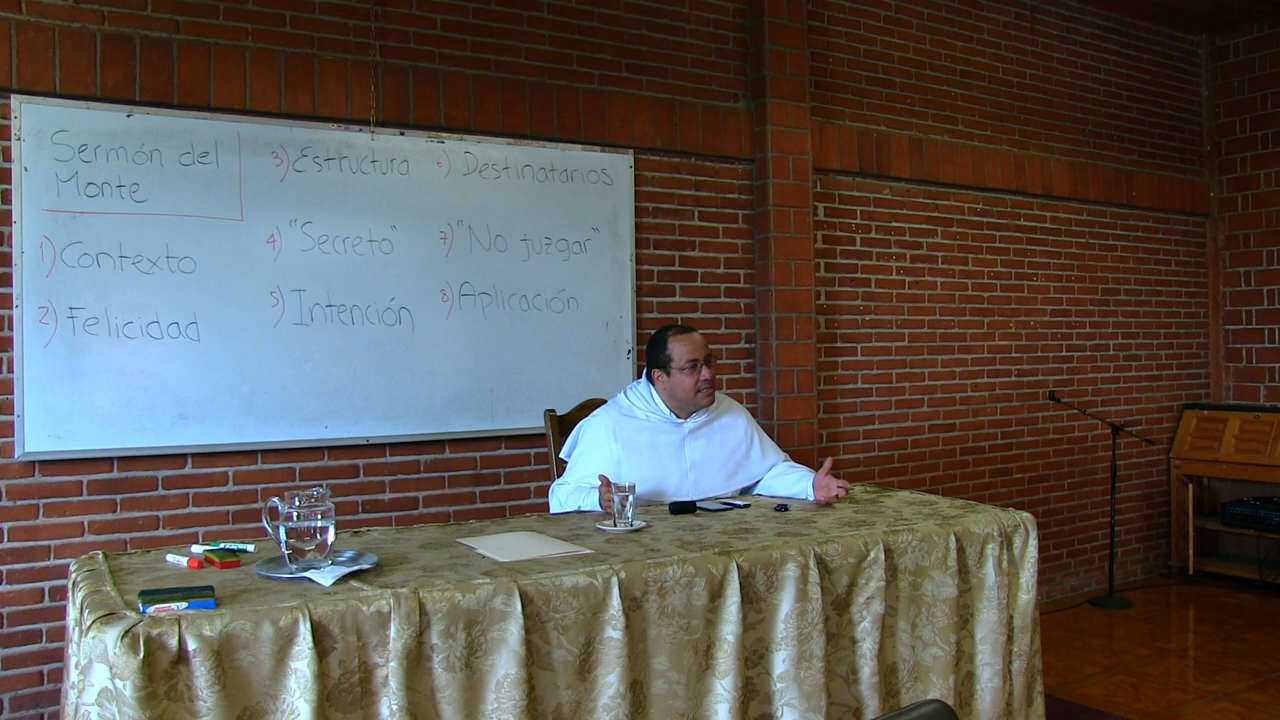 Sermón del
Monte
1) Contexto
2) Felicidad
3) Estructura
4) "Secreto"
5) Intención
6) Destinatarios
7) "No juzgar"
8) Aplicación